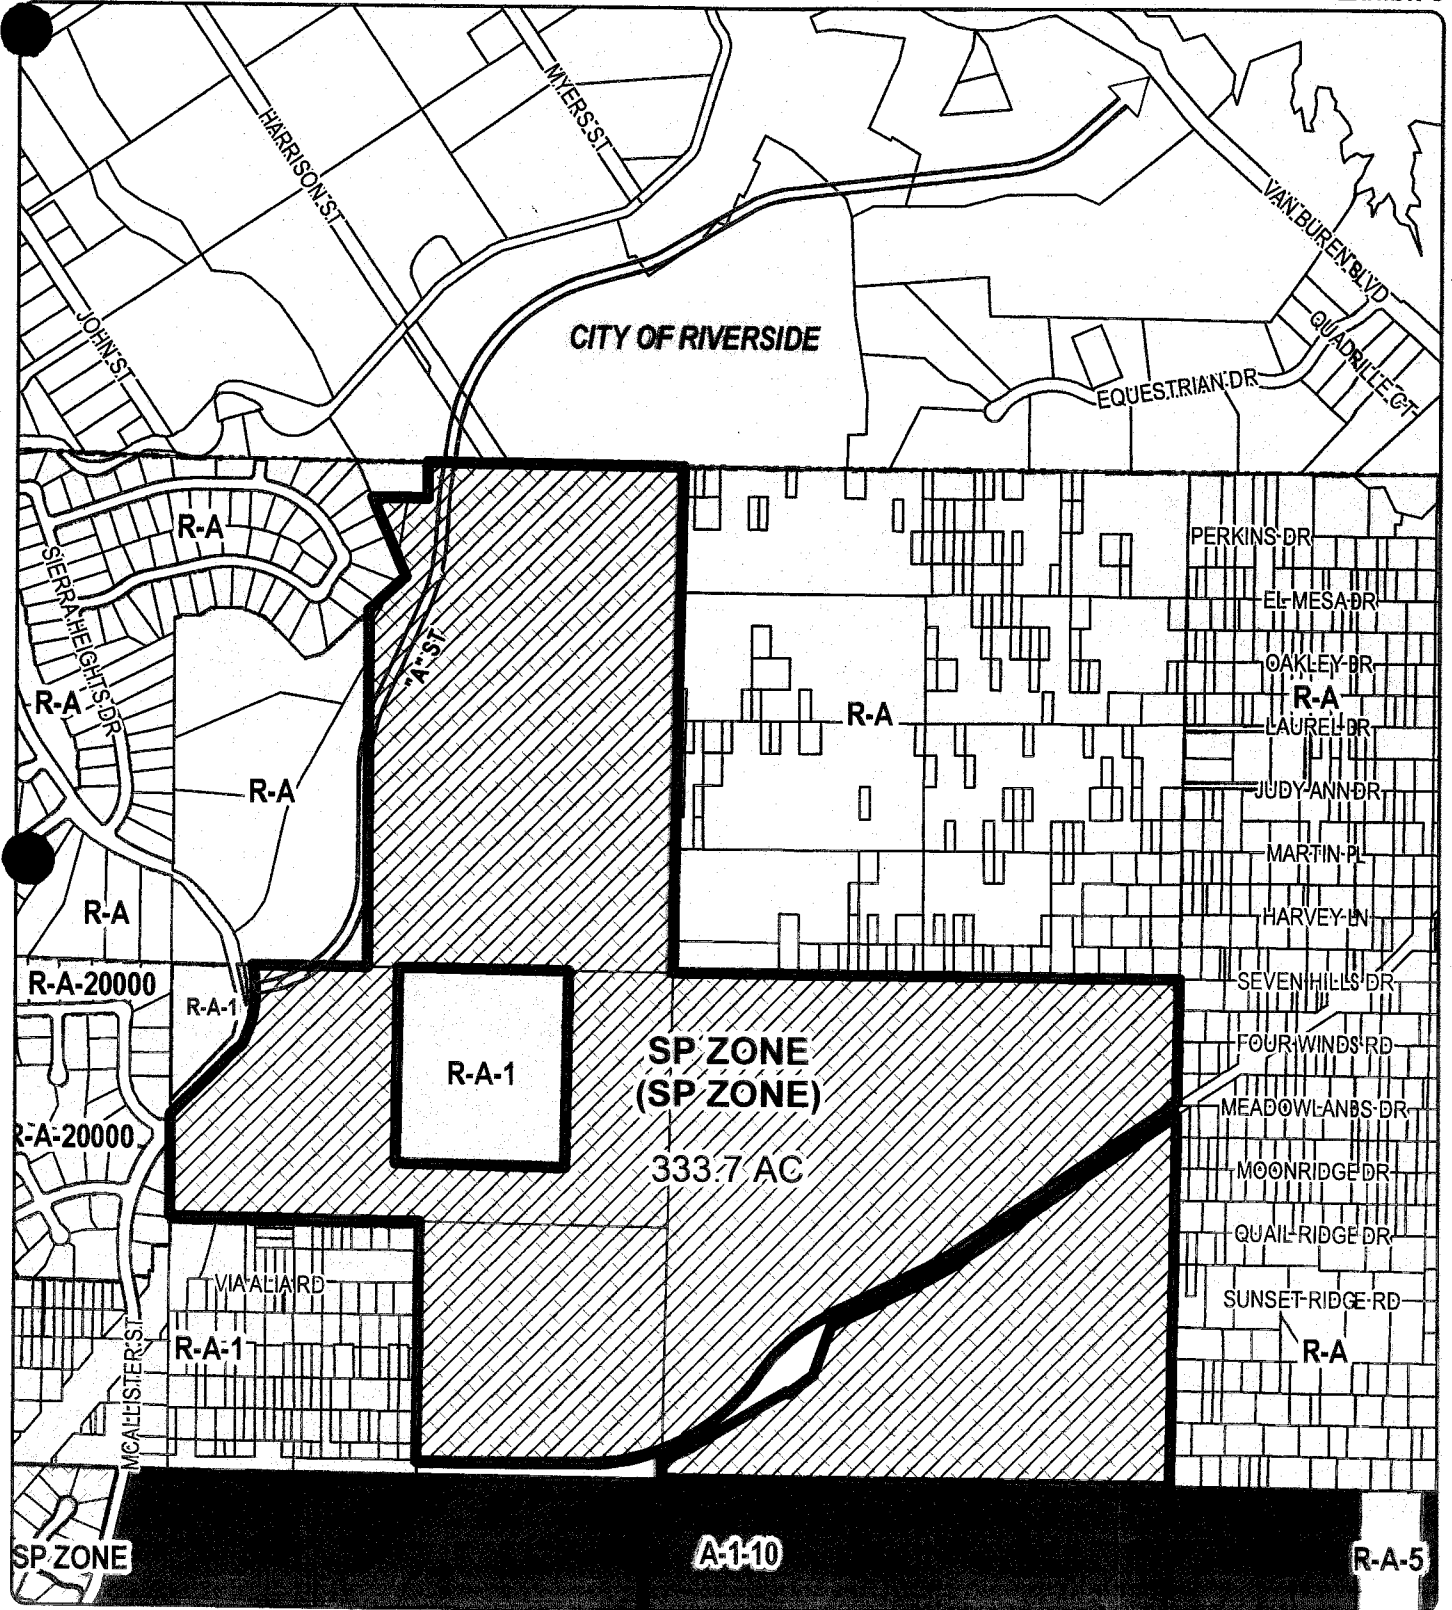 MYERS ST
HARRISON ST
VAN BUREN BLVD
JOHN ST
CITY OF RIVERSIDE
QUADRILLE CT
EQUESTRIAN DR
R-A
PERKINS DR
SIERRA HEIGHTS DR
EL MESA DR
"A" ST
OAKLEY DR
R-A
R-A
R-A
LAUREL DR
R-A
JUDY ANN DR
MARTIN PL
R-A
HARVEY LN
R-A-20000
SEVEN HILLS DR
R-A-1
SP ZONE
(SP ZONE)
FOUR WINDS RD
R-A-1
MEADOWLANDS DR
R-A-20000
333.7 AC
MOONRIDGE DR
QUAIL RIDGE DR
VIA ALIA RD
SUNSET RIDGE RD
R-A-1
R-A
MCALLISTER ST
SP ZONE
A-1-10
R-A-5